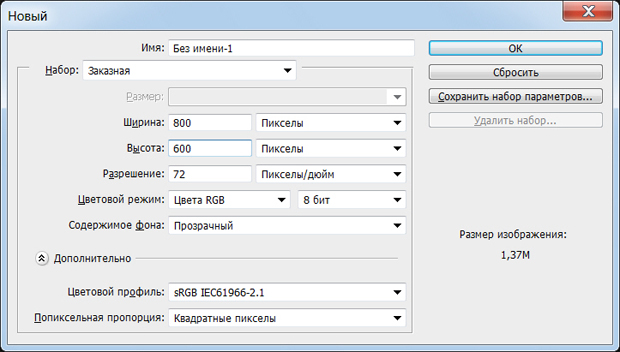 Новый
Имя: Без имени-1
Набор: Заказная
Размер:
Ширина: 800 Пикселы
Высота: 600 Пикселы
Разрешение: 72 Пикселы/дюйм
Цветовой режим: Цвета RGB 8 бит
Содержимое фона: Прозрачный
Дополнительно
Цветовой профиль: sRGB IEC61966-2.1
Попиксельная пропорция: Квадратные пикселы
OK
Сбросить
Сохранить набор параметров...
Удалить набор...
Размер изображения:
1,37M